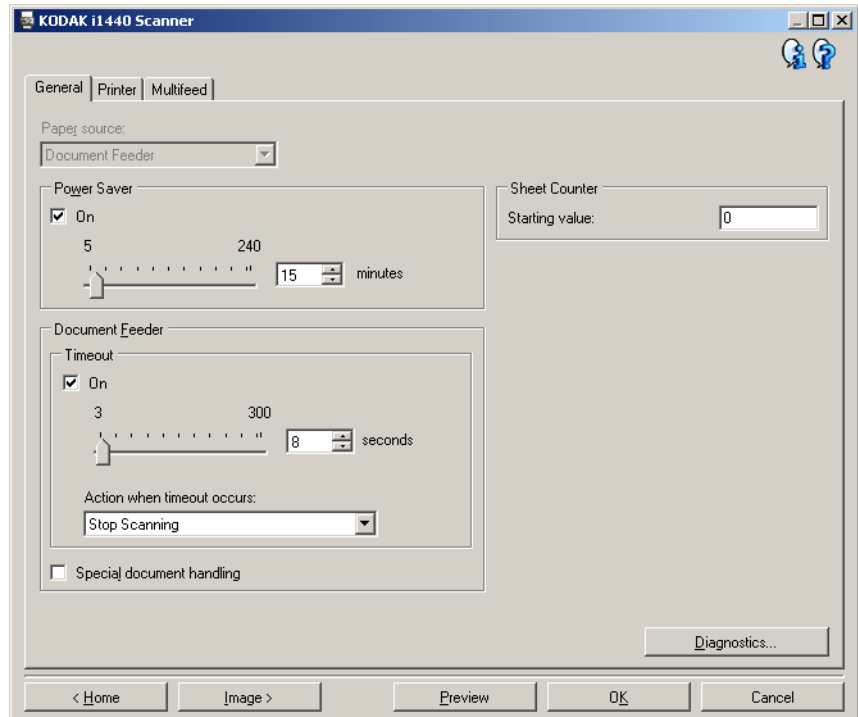 KODAK i1440 Scanner
General Printer Multifeed
Paper source:
Document Feeder
Power Saver
On
5 240
15 minutes
Sheet Counter
Starting value: 0
Document Feeder
Timeout
On
3 300
8 seconds
Action when timeout occurs:
Stop Scanning
Special document handling
Diagnostics...
< Home Image > Preview OK Cancel